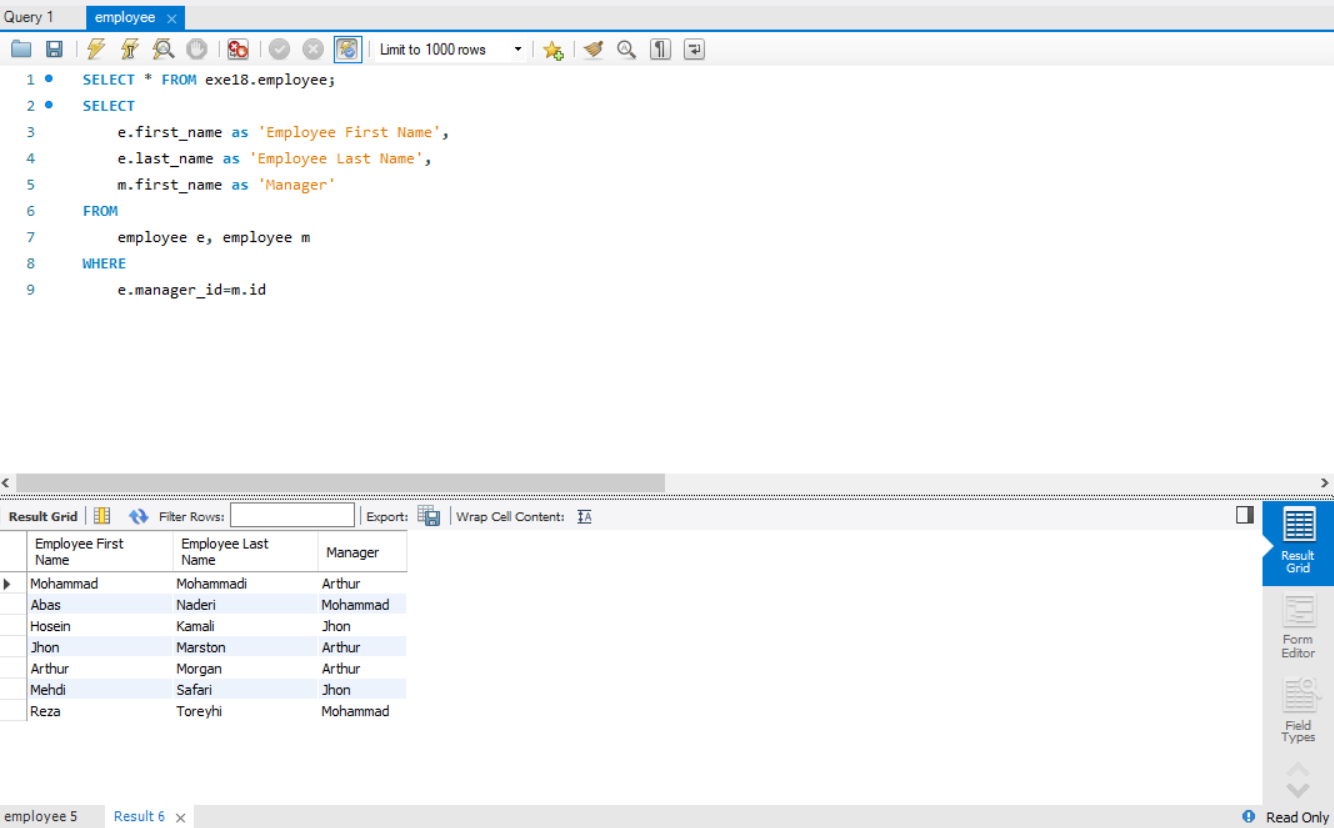 Query 1 employee ×
Limit to 1000 rows
1 SELECT * FROM exe18.employee;
2 SELECT
3 e.first_name as 'Employee First Name',
4 e.last_name as 'Employee Last Name',
5 m.first_name as 'Manager'
6 FROM
7 employee e, employee m
8 WHERE
9 e.manager_id=m.id
Result Grid Filter Rows: Export: Wrap Cell Content: IA
Employee First Employee Last Manager
Name Name
Mohammad Mohammadi Arthur
Abas Naderi Mohammad
Hosein Kamali Jhon
Jhon Marston Arthur
Arthur Morgan Arthur
Mehdi Safari Jhon
Reza Toreyhi Mohammad
Result
Grid
Form
Editor
Field
Types
employee 5 Result 6 × Read Only